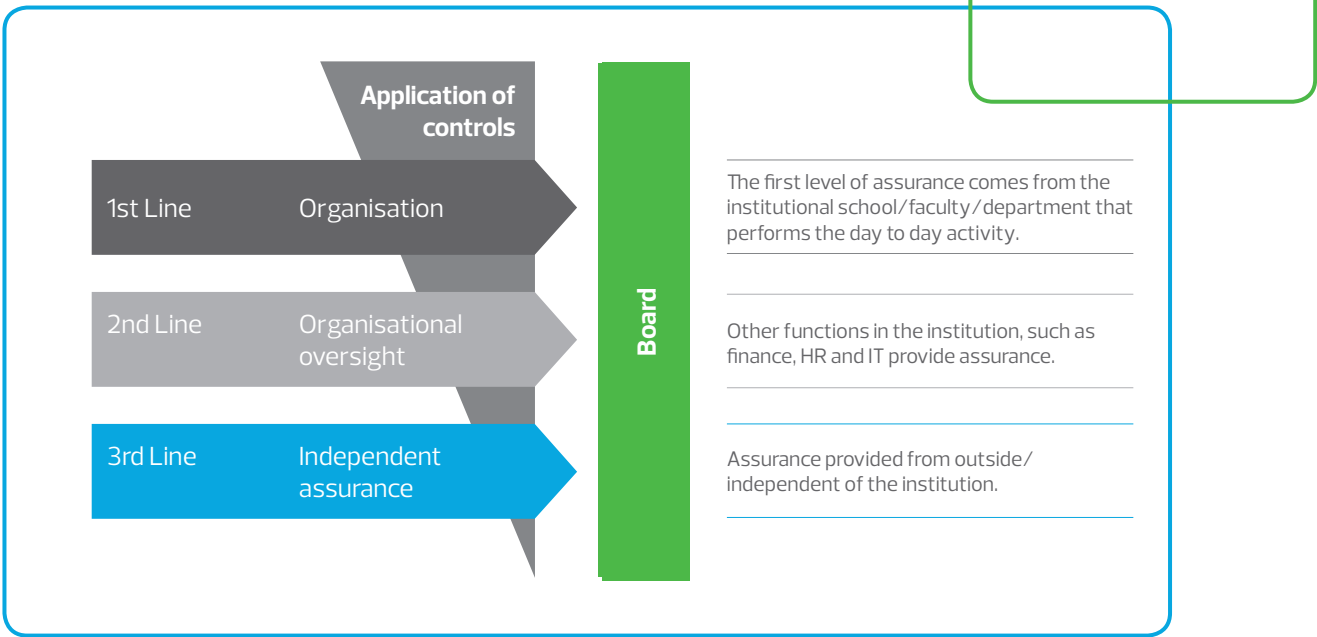 Application of
controls
1st Line
Organisation
The first level of assurance comes from the
institutional school/faculty/department that
performs the day to day activity.
2nd Line
Organisational
oversight
Other functions in the institution, such as
finance, HR and IT provide assurance.
3rd Line
Independent
assurance
Assurance provided from outside/
independent of the institution.
Board